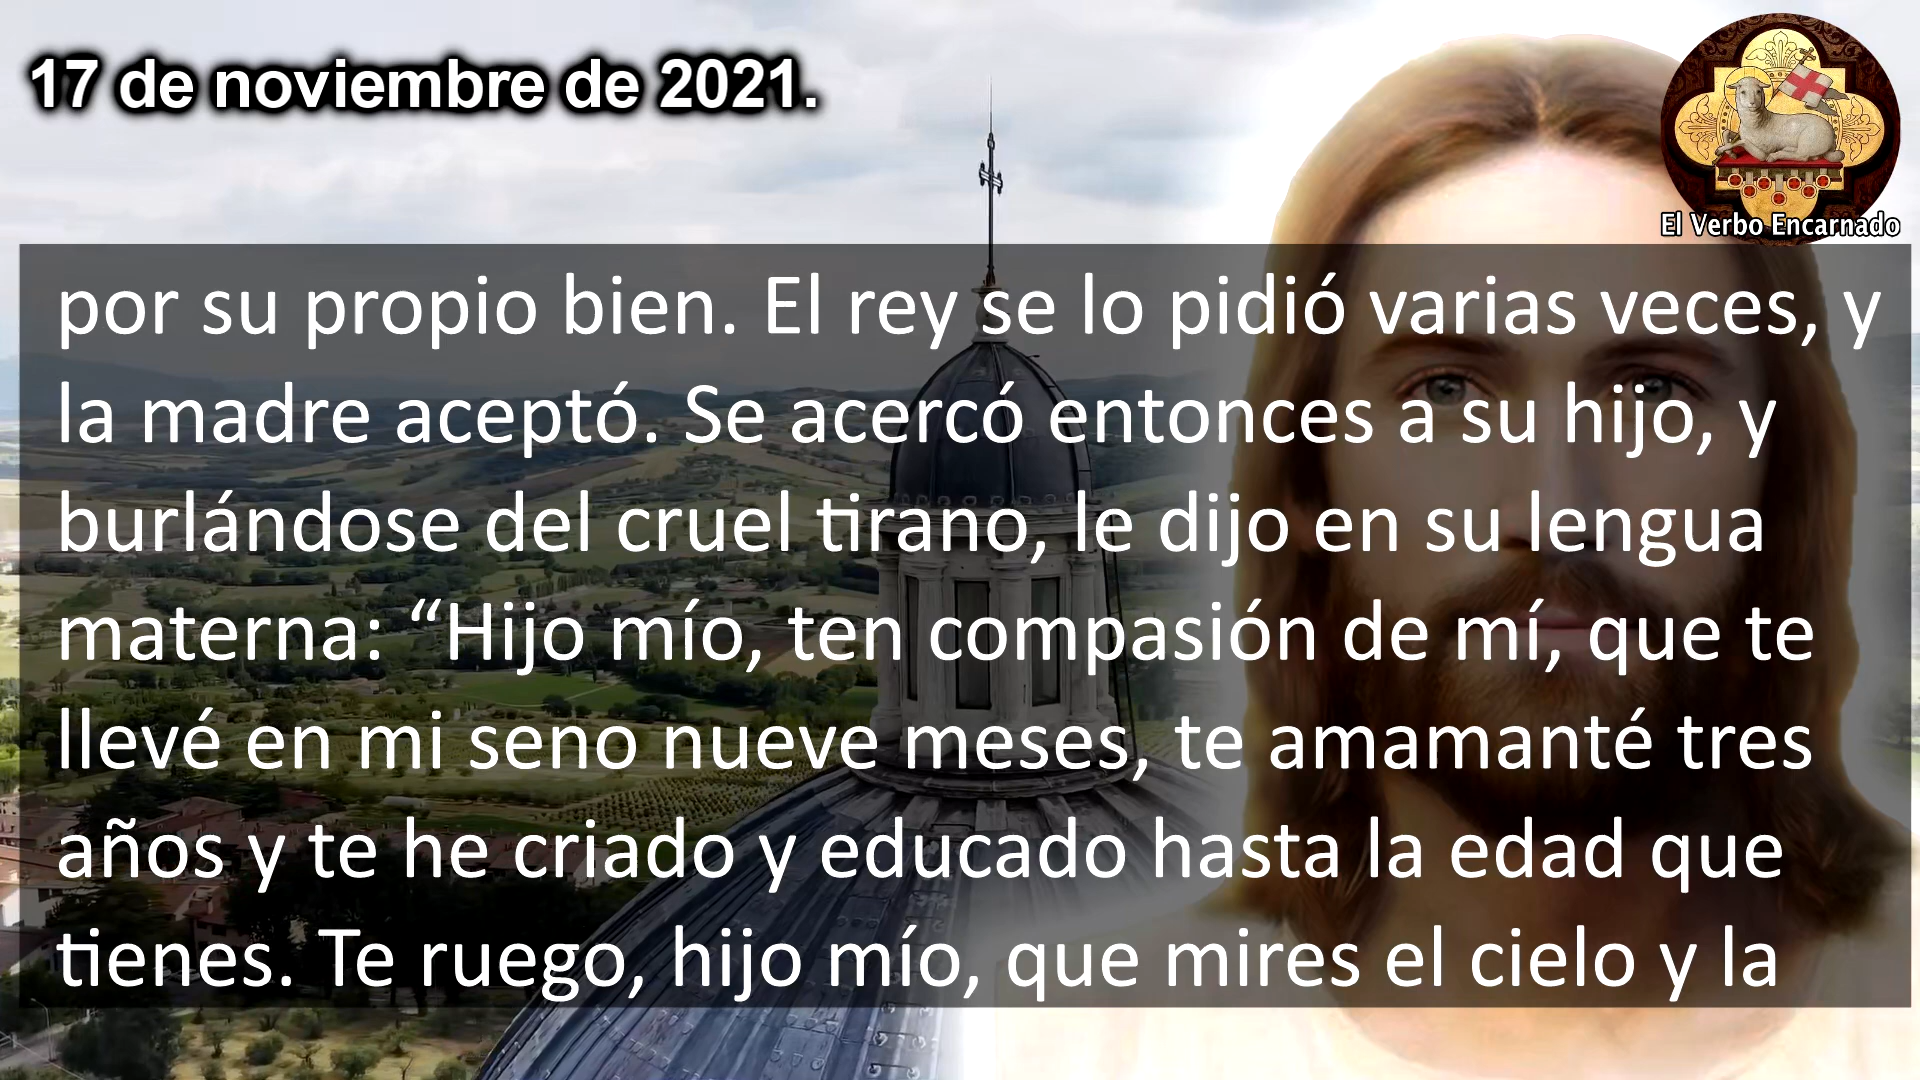 17 de noviembre de 2021.
El Verbo Encarnado
por su propio bien. El rey se lo pidió varias veces, y
la madre aceptó. Se acercó entonces a su hijo, y
burlándose del cruel tirano, le dijo en su lengua
materna: “Hijo mío, ten compasión de mí, que te
llevé en mi seno nueve meses, te amamanté tres
años y te he criado y educado hasta la edad que
tienes. Te ruego, hijo mío, que mires el cielo y la